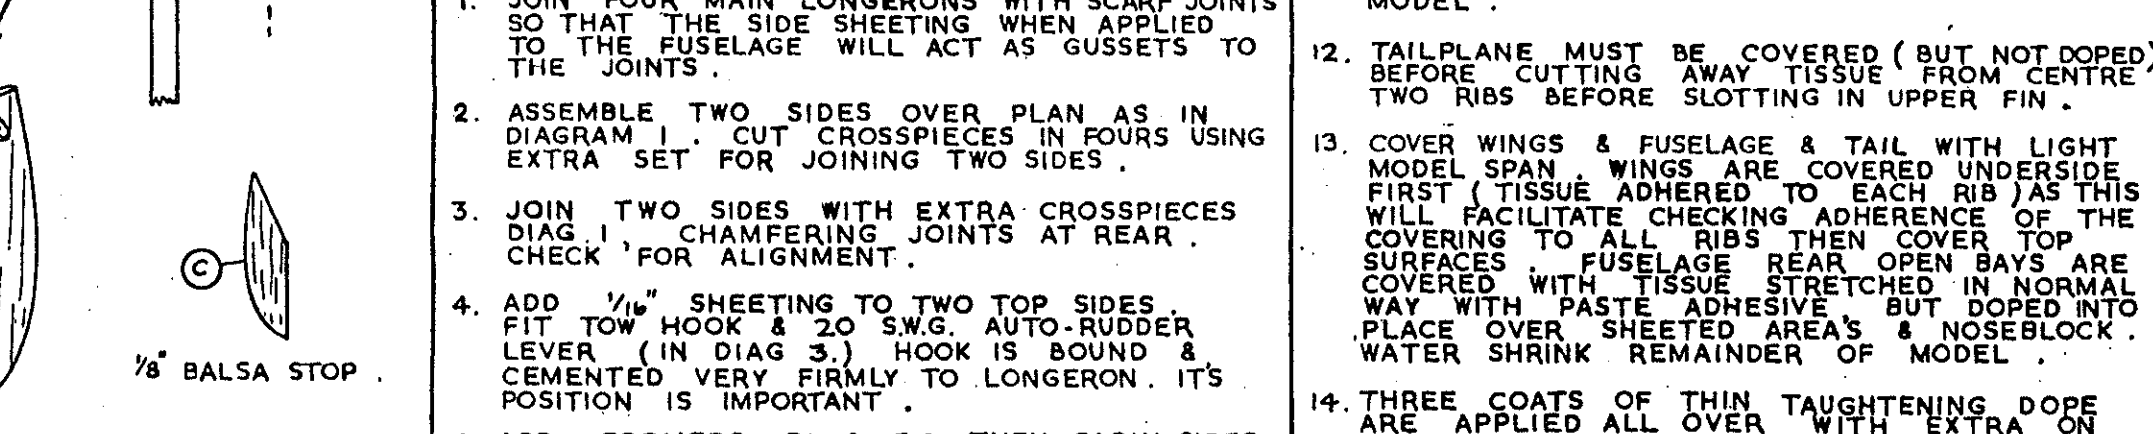 C
1/8" BALSA STOP .
1. JOIN FOUR MAIN LONGERONS WITH SCARF JOINTS
SO THAT THE SIDE SHEETING WHEN APPLIED
TO THE FUSELAGE WILL ACT AS GUSSETS TO
THE JOINTS .
2. ASSEMBLE TWO SIDES OVER PLAN AS IN
DIAGRAM 1 . CUT CROSSPIECES IN FOURS USING
EXTRA SET FOR JOINING TWO SIDES .
3. JOIN TWO SIDES WITH EXTRA CROSSPIECES
DIAG 1, CHAMFERING JOINTS AT REAR .
CHECK FOR ALIGNMENT .
4. ADD 1/16" SHEETING TO TWO TOP SIDES .
FIT TOW HOOK & 20 S.W.G. AUTO-RUDDER
LEVER (IN DIAG 3.) HOOK IS BOUND &
CEMENTED VERY FIRMLY TO LONGERON . IT'S
POSITION IS IMPORTANT .
MODEL .
12. TAILPLANE MUST BE COVERED ( BUT NOT DOPED)
BEFORE CUTTING AWAY TISSUE FROM CENTRE
TWO RIBS BEFORE SLOTTING IN UPPER FIN .
13. COVER WINGS & FUSELAGE & TAIL WITH LIGHT
MODEL SPAN . WINGS ARE COVERED UNDERSIDE
FIRST ( TISSUE ADHERED TO EACH RIB ) AS THIS
WILL FACILITATE CHECKING ADHERENCE OF THE
COVERING TO ALL RIBS THEN COVER TOP
SURFACES . FUSELAGE REAR OPEN BAYS ARE
COVERED WITH TISSUE STRETCHED IN NORMAL
WAY WITH PASTE ADHESIVE, BUT DOPED INTO
PLACE OVER SHEETED AREA'S & NOSEBLOCK .
WATER SHRINK REMAINDER OF MODEL .
14. THREE COATS OF THIN TAUGHTENING DOPE
ARE APPLIED ALL OVER WITH EXTRA ON